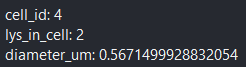 cell_id: 4
lys_in_cell: 2
diameter_um: 0.5671499928832054